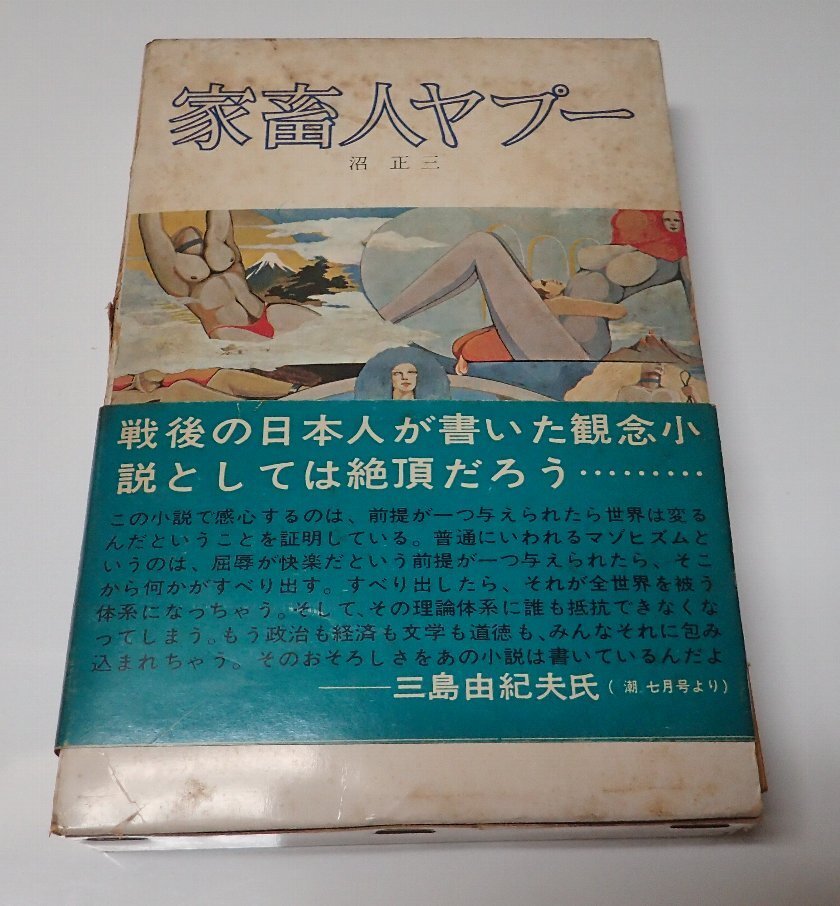 家畜人ヤプー
沼 正 三
戦後の日本人が書いた観念小
説としては絶頂だろう………
この小説で感心するのは、前提が一つ与えられたら世界は変る
んだということを証明している。普通にいわれるマゾヒズムと
いうのは、屈辱が快楽だという前提が一つ与えられたら、そこ
から何かがすべり出す。すべり出したら、それが全世界を被う
体系になっちゃう。そして、その理論体系に誰も抵抗できなくな
ってしまう。もう政治も経済も文学も道徳も、みんなそれに包み
込まれちゃう。そのおそろしさをあの小説は書いているんだよ
――三島由紀夫氏(潮 七月号より)